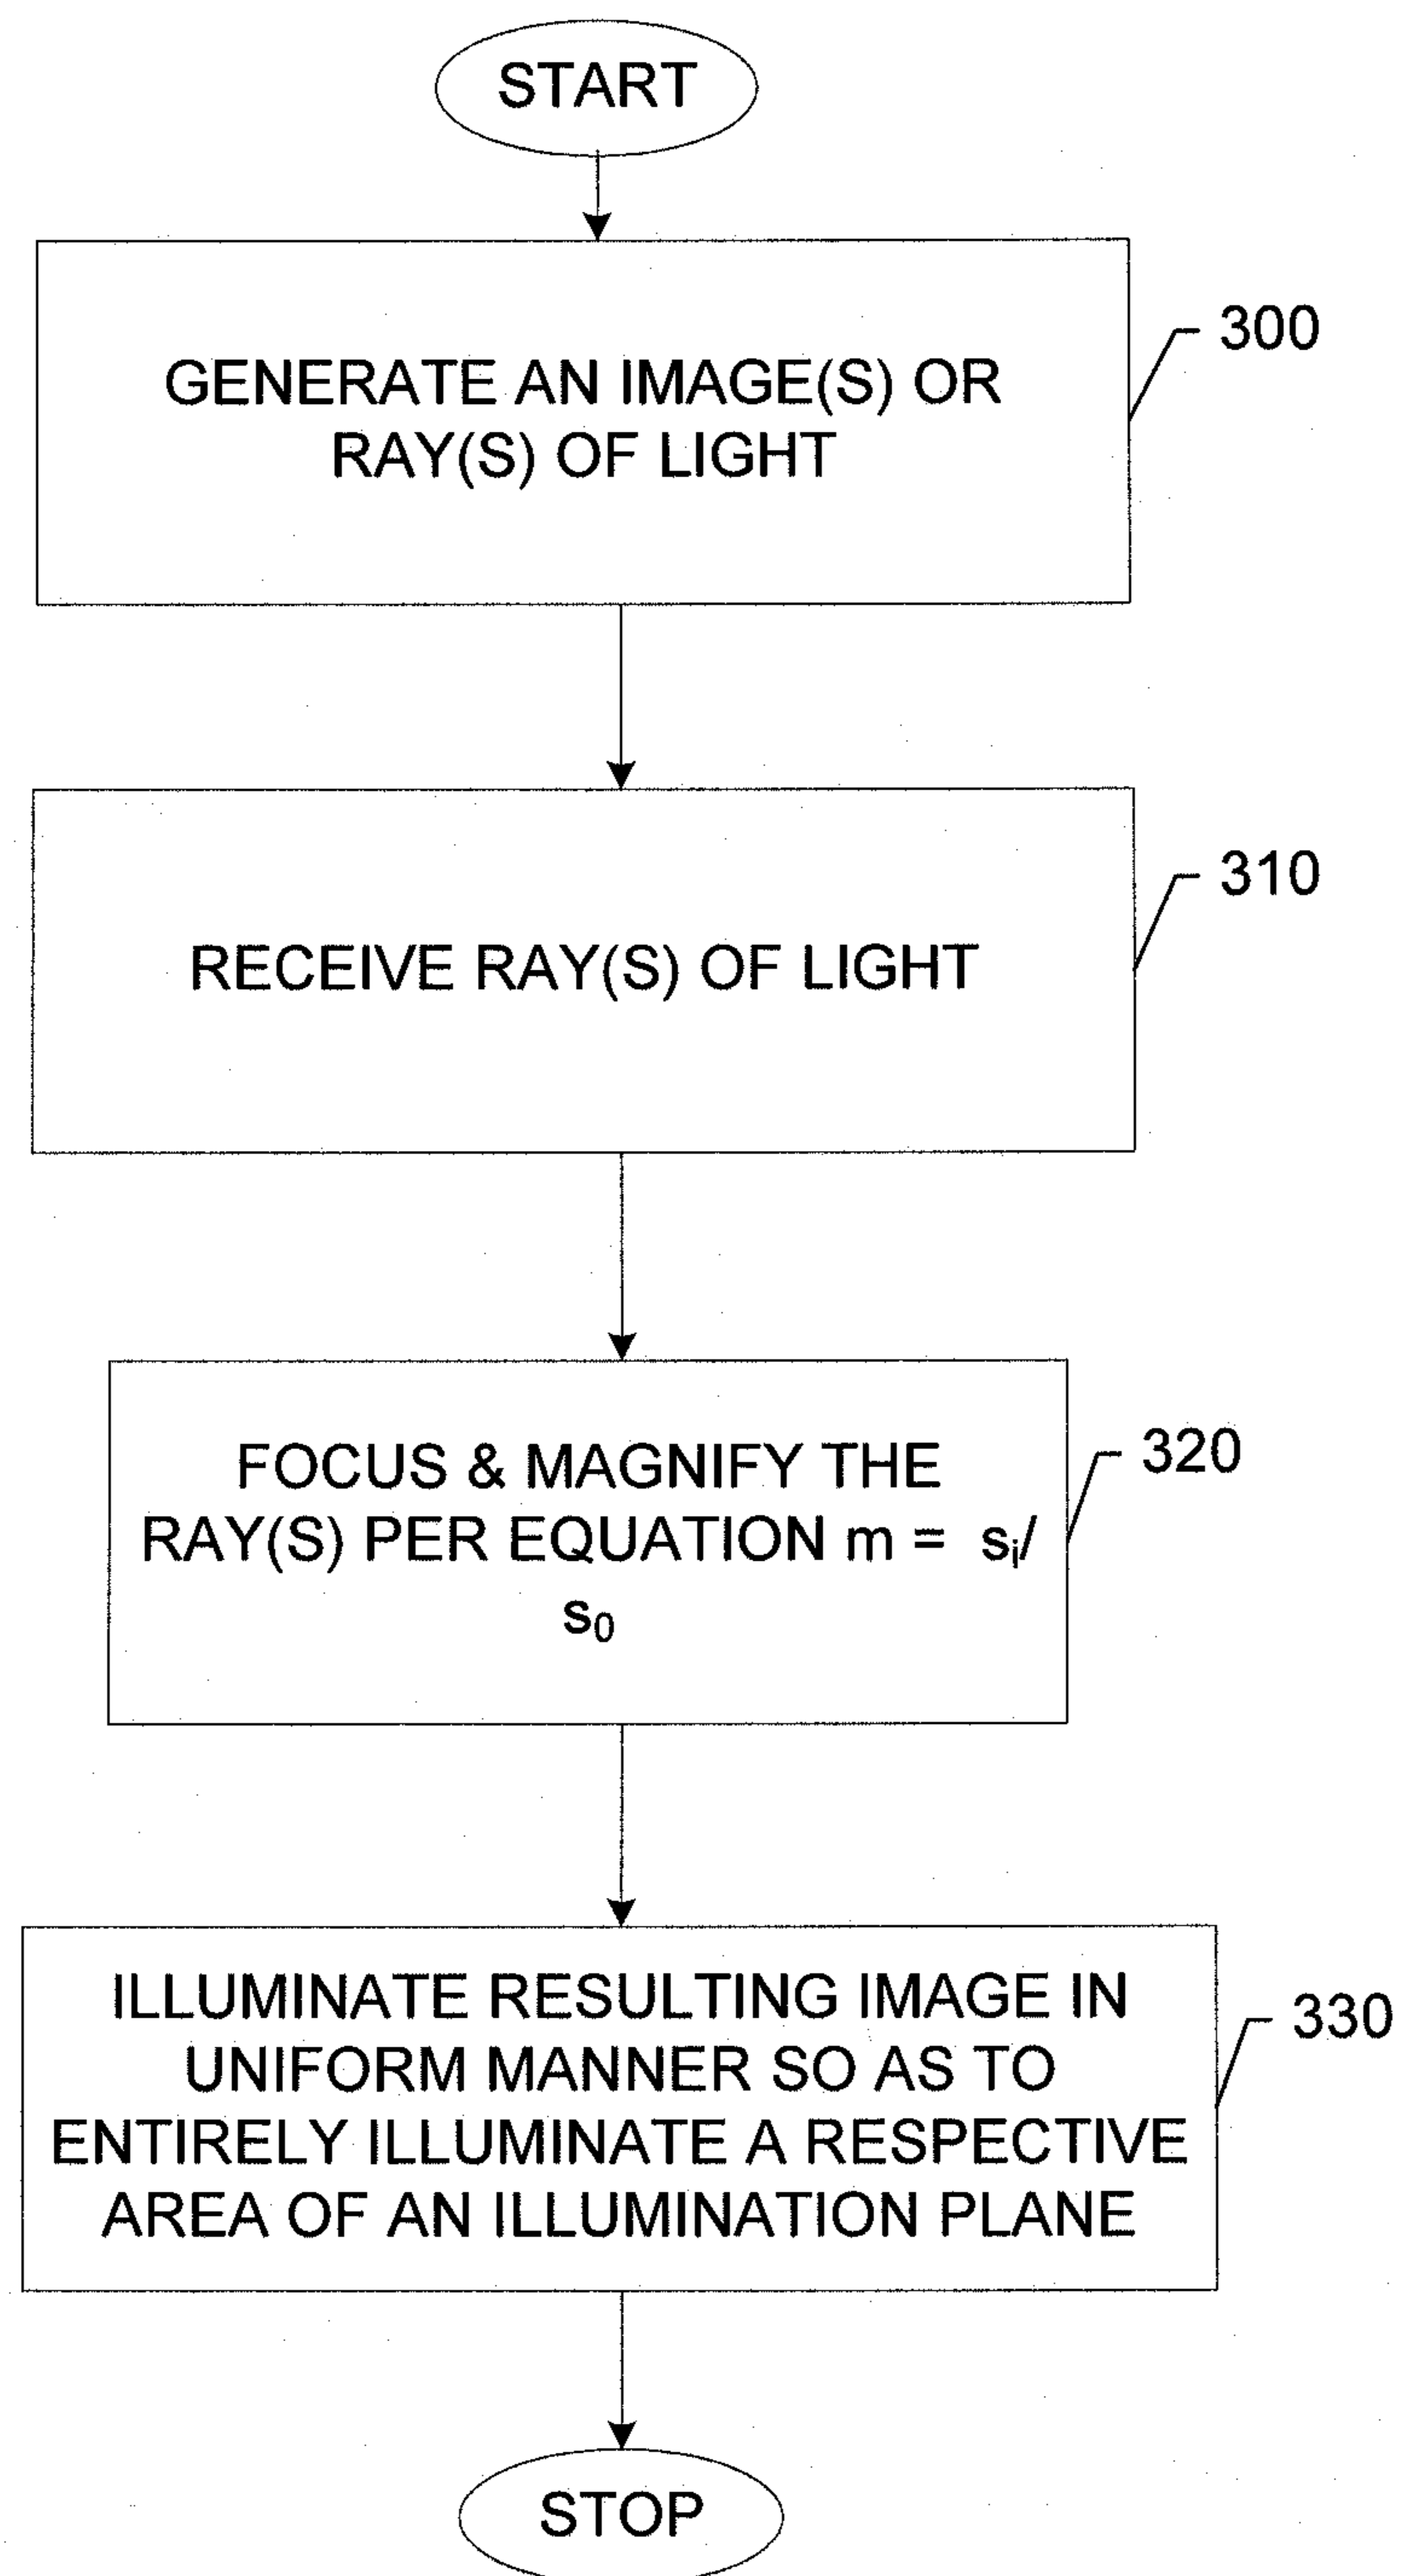 START
GENERATE AN IMAGE(S) OR
RAY(S) OF LIGHT
300
RECEIVE RAY(S) OF LIGHT
310
FOCUS & MAGNIFY THE
RAY(S) PER EQUATION m = sᵢ/
s₀
320
ILLUMINATE RESULTING IMAGE IN
UNIFORM MANNER SO AS TO
ENTIRELY ILLUMINATE A RESPECTIVE
AREA OF AN ILLUMINATION PLANE
330
STOP